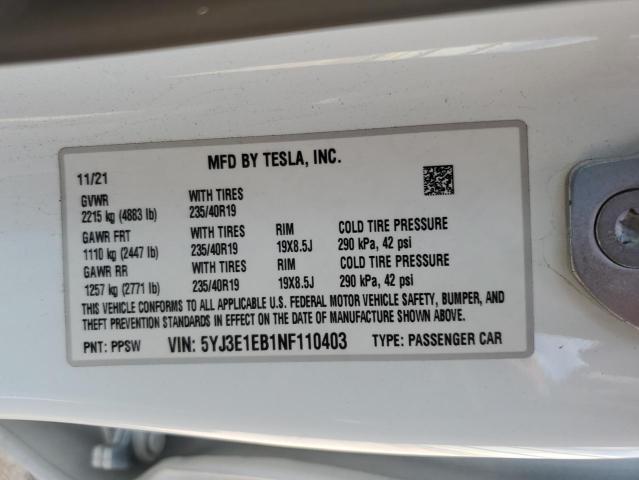 MFD BY TESLA, INC.
11/21
GVWR WITH TIRES
2215 kg (4883 lb) 235/40R19
GAWR FRT WITH TIRES RIM COLD TIRE PRESSURE
1110 kg (2447 lb) 235/40R19 19X8.5J 290 kPa, 42 psi
GAWR RR WITH TIRES RIM COLD TIRE PRESSURE
1257 kg (2771 lb) 235/40R19 19X8.5J 290 kPa, 42 psi
THIS VEHICLE CONFORMS TO ALL APPLICABLE U.S. FEDERAL MOTOR VEHICLE SAFETY, BUMPER, AND
THEFT PREVENTION STANDARDS IN EFFECT ON THE DATE OF MANUFACTURE SHOWN ABOVE.
PNT: PPSW VIN: 5YJ3E1EB1NF110403 TYPE: PASSENGER CAR